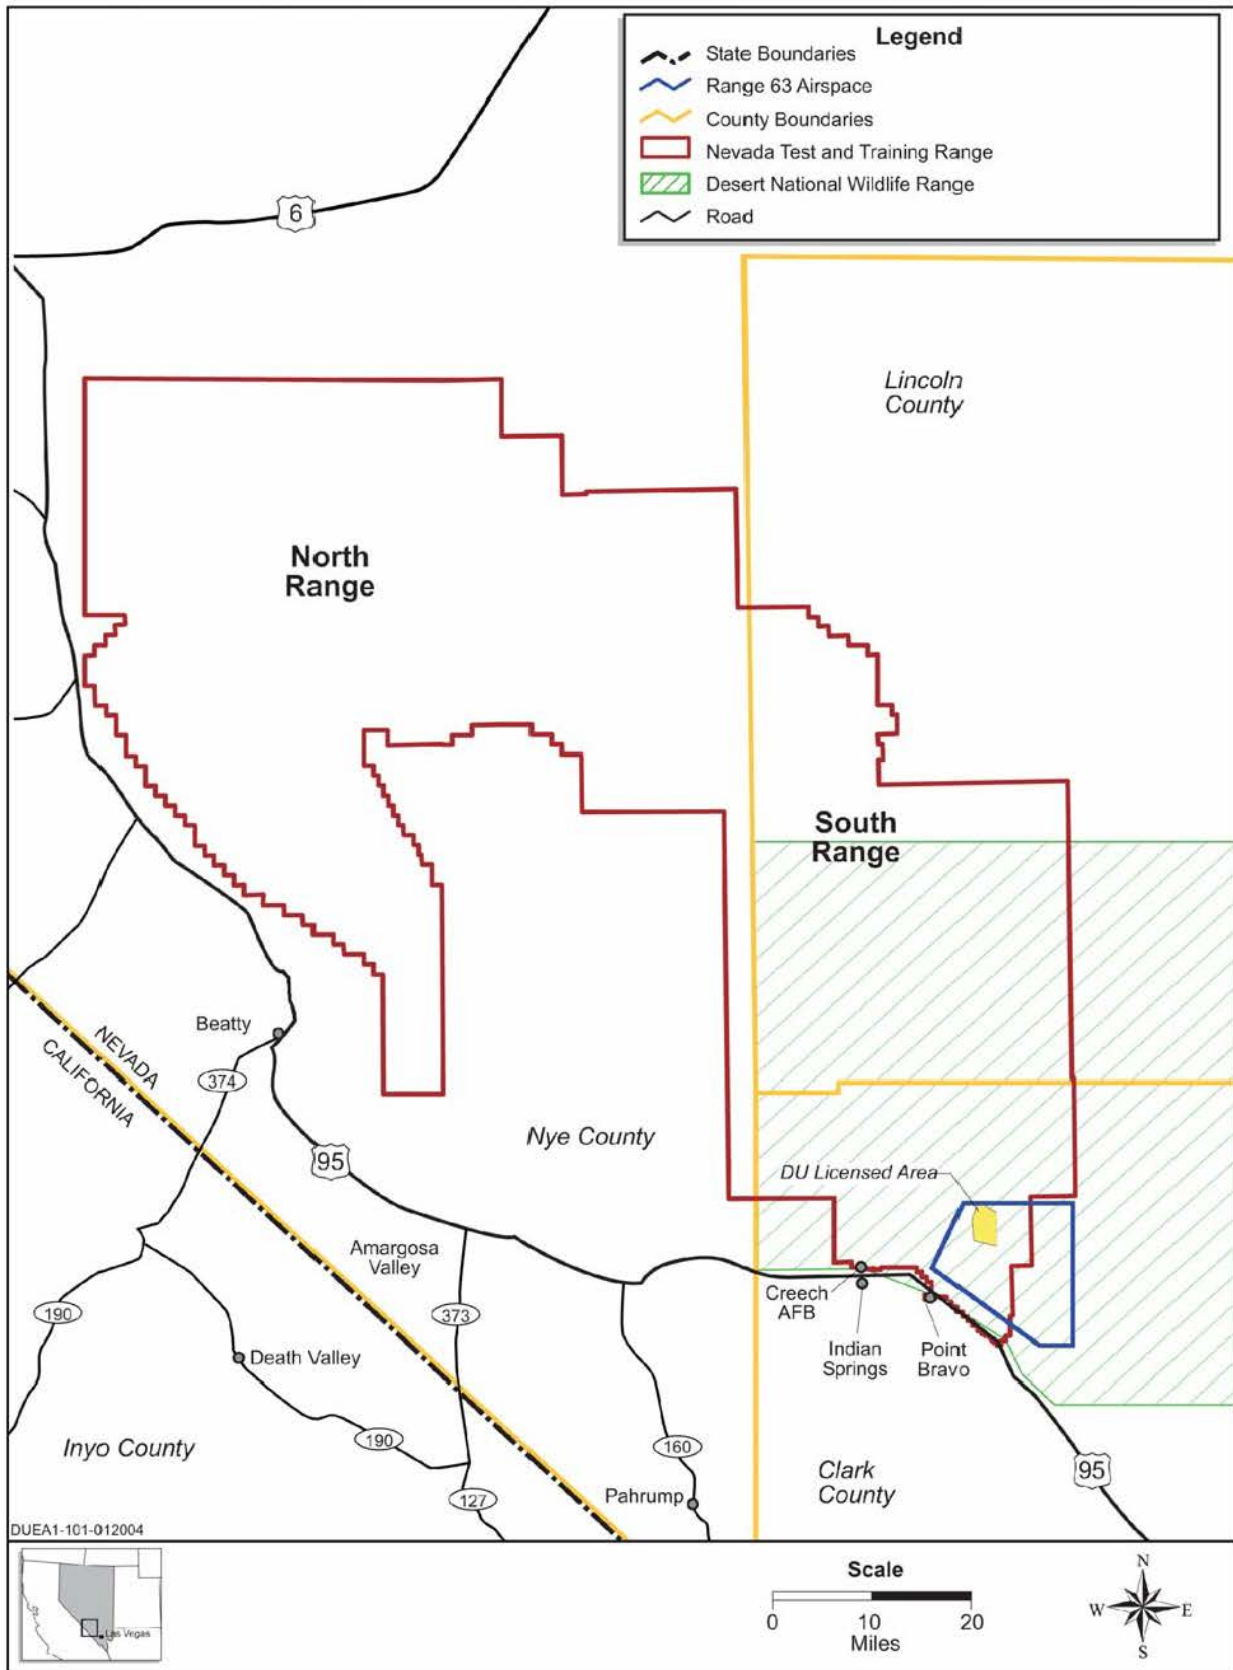 Legend
State Boundaries
Range 63 Airspace
County Boundaries
Nevada Test and Training Range
Desert National Wildlife Range
Road
6
Lincoln
County
North
Range
South
Range
Beatty
NEVADA
CALIFORNIA
374
95
Nye County
DU Licensed Area
Amargosa
Valley
373
Creech
AFB
Indian
Springs
Point
Bravo
190
Death Valley
Inyo County
190
160
Clark
County
95
127
Pahrump
DUEA1-101-012004
Las Vegas
Scale
0
10
20
Miles
N
W
E
S